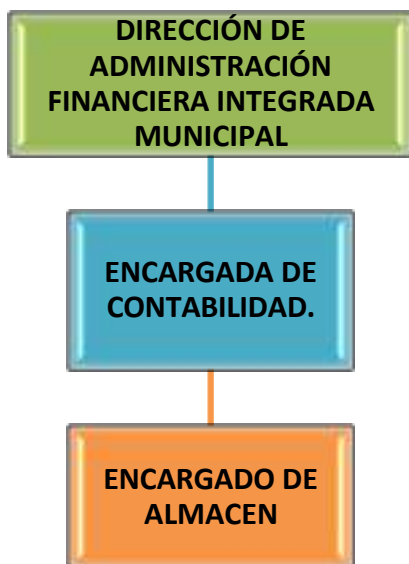 DIRECCIÓN DE
ADMINISTRACIÓN
FINANCIERA INTEGRADA
MUNICIPAL
ENCARGADA DE
CONTABILIDAD.
ENCARGADO DE
ALMACEN